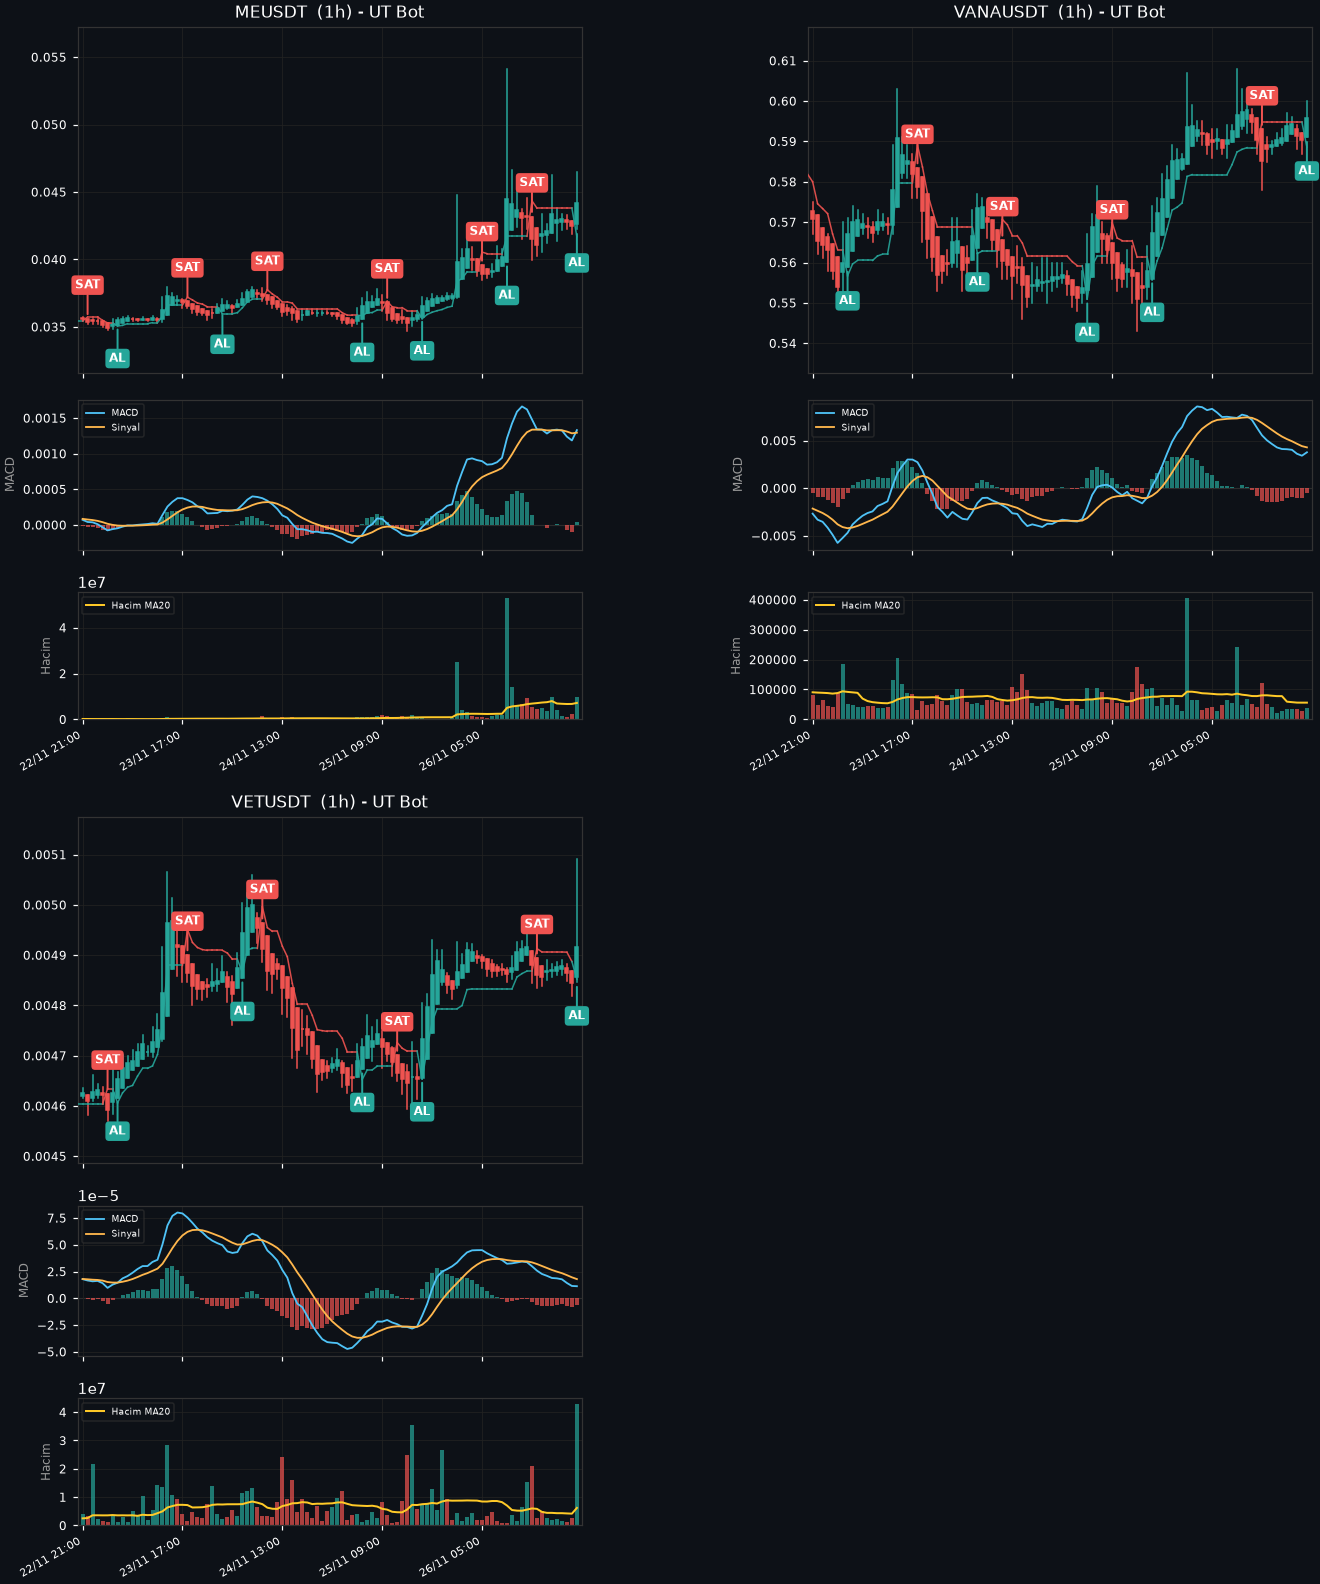 MEUSDT  (1h) - UT Bot
0.055
0.050
0.045
0.040
0.035
SAT
SAT
SAT
SAT
SAT
SAT
AL
AL
AL
AL
AL
AL
MACD
0.0015
0.0010
0.0005
0.0000
MACD
Sinyal
1e7
Hacim
4
2
0
Hacim MA20
22/11 21:00
23/11 17:00
24/11 13:00
25/11 09:00
26/11 05:00
VANAUSDT  (1h) - UT Bot
0.61
0.60
0.59
0.58
0.57
0.56
0.55
0.54
SAT
SAT
SAT
SAT
AL
AL
AL
AL
AL
MACD
0.005
0.000
−0.005
MACD
Sinyal
Hacim
400000
300000
200000
100000
0
Hacim MA20
22/11 21:00
23/11 17:00
24/11 13:00
25/11 09:00
26/11 05:00
VETUSDT  (1h) - UT Bot
0.0051
0.0050
0.0049
0.0048
0.0047
0.0046
0.0045
SAT
SAT
SAT
SAT
SAT
AL
AL
AL
AL
AL
1e−5
MACD
7.5
5.0
2.5
0.0
−2.5
−5.0
MACD
Sinyal
1e7
Hacim
4
3
2
1
0
Hacim MA20
22/11 21:00
23/11 17:00
24/11 13:00
25/11 09:00
26/11 05:00